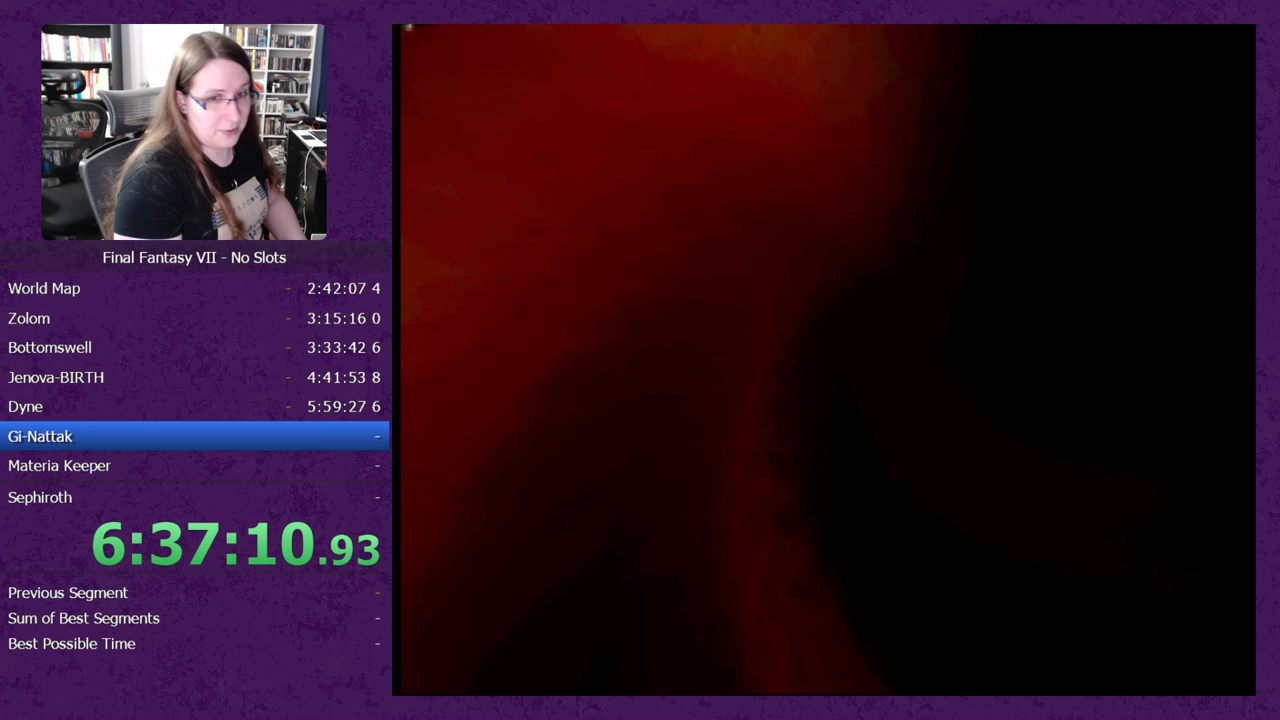 Final Fantasy VII - No Slots
World Map - 2:42:07 4
Zolom - 3:15:16 0
Bottomswell - 3:33:42 6
Jenova-BIRTH - 4:41:53 8
Dyne - 5:59:27 6
Gi-Nattak -
Materia Keeper -
Sephiroth -
6:37:10.93
Previous Segment -
Sum of Best Segments -
Best Possible Time -